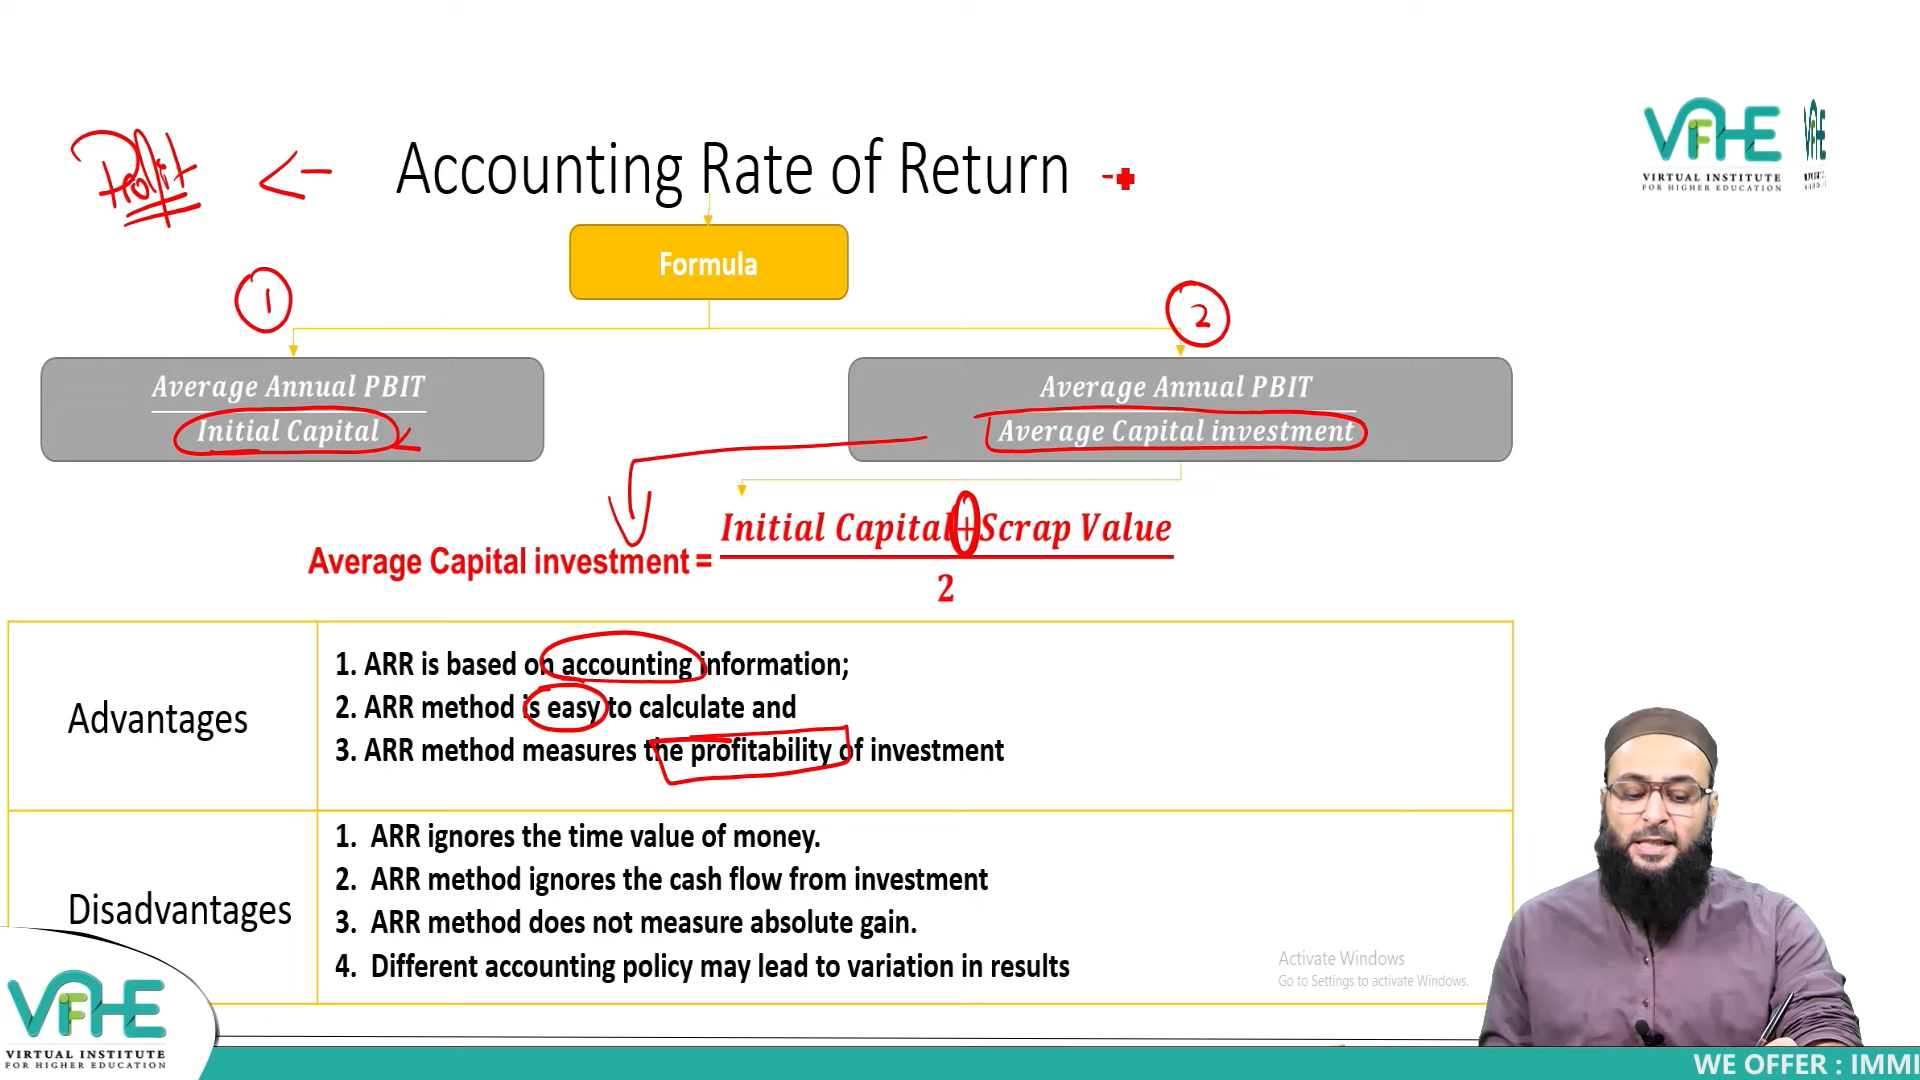 Profit
Accounting Rate of Return
VIFHE
VIRTUAL INSTITUTE
FOR HIGHER EDUCATION
Formula
1
2
Average Annual PBIT
Initial Capital
Average Annual PBIT
Average Capital investment
Average Capital investment =
Initial Capital+Scrap Value
2
Advantages
1. ARR is based on accounting information;
2. ARR method is easy to calculate and
3. ARR method measures the profitability of investment
Disadvantages
1. ARR ignores the time value of money.
2. ARR method ignores the cash flow from investment
3. ARR method does not measure absolute gain.
4. Different accounting policy may lead to variation in results
Activate Windows
Go to Settings to activate Windows.
VIFHE
VIRTUAL INSTITUTE
FOR HIGHER EDUCATION
WE OFFER : IMMI